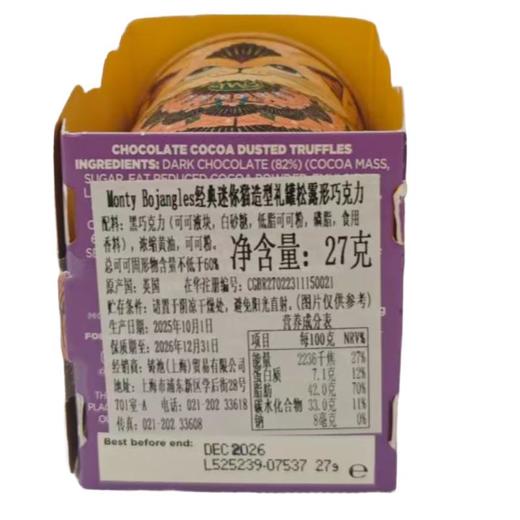 CHOCOLATE COCOA DUSTED TRUFFLES
INGREDIENTS: DARK CHOCOLATE (82%) (COCOA MASS,
SUGAR, FAT REDUCED COCOA POWDER,
Monty Bojangles经典迷你猫造型礼罐松露形巧克力
配料：黑巧克力（可可液块，白砂糖，低脂可可粉，磷脂，食用
香料），浓缩黄油，可可粉。
净含量：27克
总可可固形物含量不低于60%
原产国：英国 在华注册编号：CGBR27022311150021
贮存条件：请置于阴凉干燥处，避免阳光直射。（图片仅供参考）
生产日期：2025年10月1日
保质期至：2026年12月31日
经销商：铸池(上海)贸易有限公司
地址：上海市浦东新区学后街28号
701室-A 电话：021-202 33618
传真：021-202 33608
营养成分表
项目 每100克 NRV%
能量 2236千焦 27%
蛋白质 7.1克 12%
脂肪 42.0克 70%
碳水化合物 33.0克 11%
钠 8毫克 0%
Best before end:
DEC 2026
L525239-07537 27g e